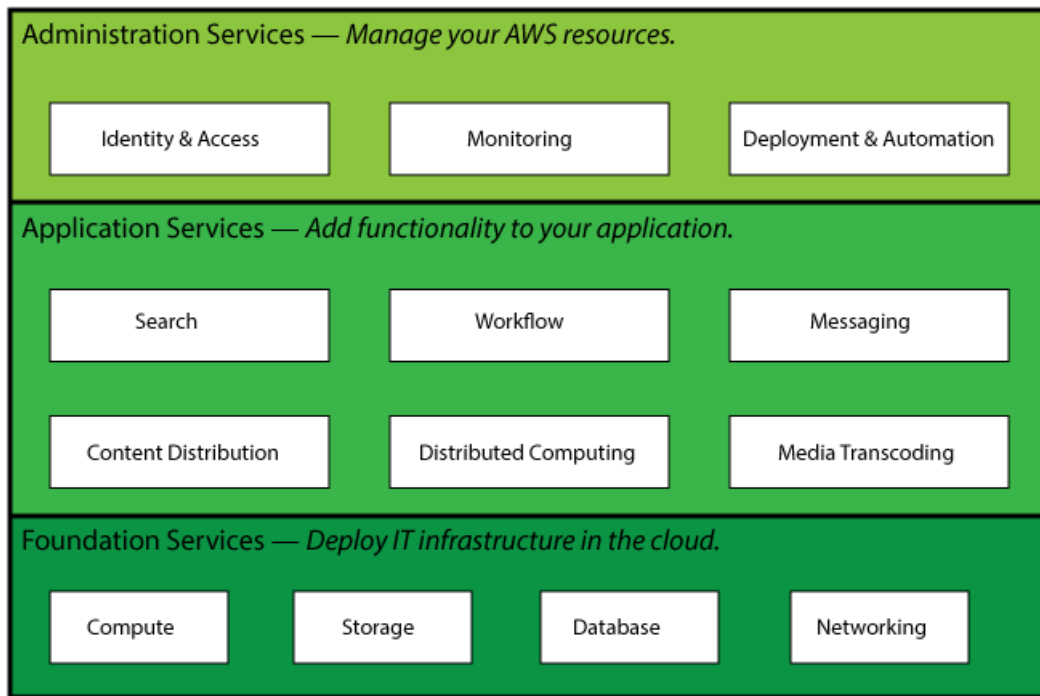 Administration Services — Manage your AWS resources.
Identity & Access
Monitoring
Deployment & Automation
Application Services — Add functionality to your application.
Search
Workflow
Messaging
Content Distribution
Distributed Computing
Media Transcoding
Foundation Services — Deploy IT infrastructure in the cloud.
Compute
Storage
Database
Networking